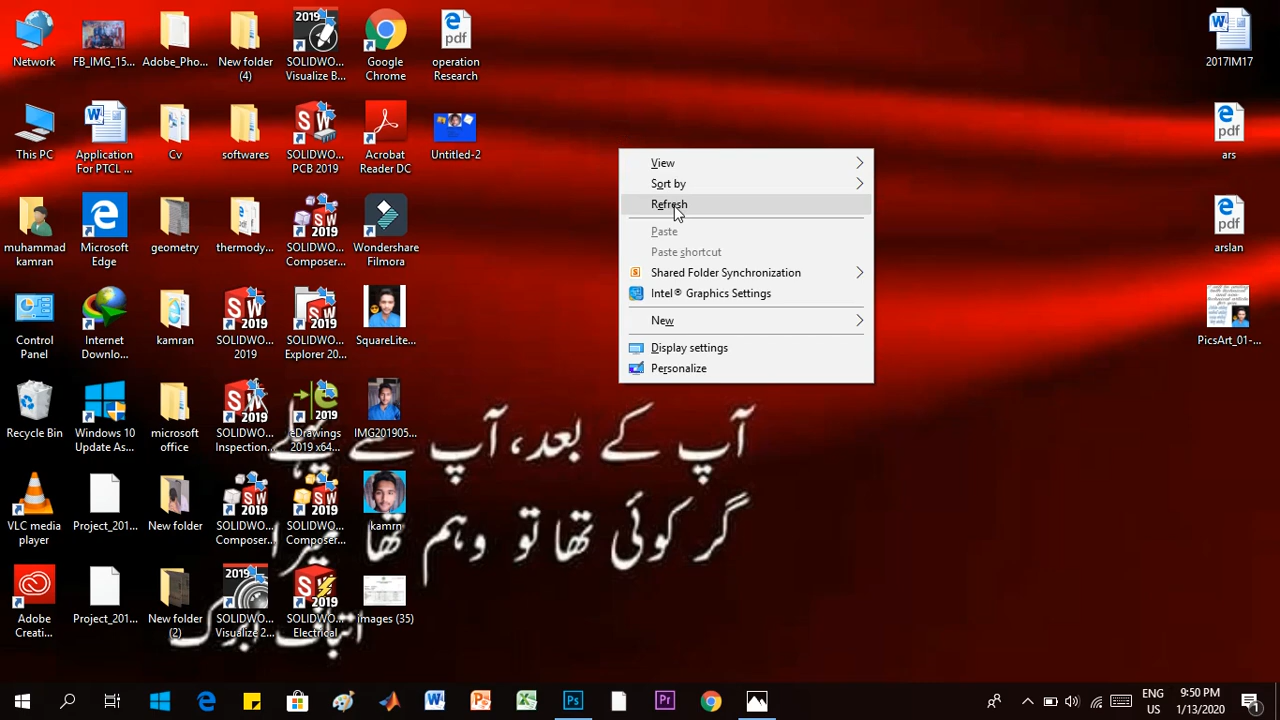 Network
FB_IMG_15...
Adobe_Pho...
New folder
(4)
SOLIDWO...
Visualize B...
Google
Chrome
operation
Research
2017IM17
This PC
Application
For PTCL ...
Cv
softwares
SOLIDWO...
PCB 2019
Acrobat
Reader DC
Untitled-2
ars
muhammad
kamran
Microsoft
Edge
geometry
thermody...
SOLIDWO...
Composer...
Wondershare
Filmora
arslan
Control
Panel
Internet
Downlo...
kamran
SOLIDWO...
2019
SOLIDWO...
Explorer 20...
SquareLite...
PicsArt_01-...
Recycle Bin
Windows 10
Update As...
microsoft
office
SOLIDWO...
Inspection...
eDrawings
2019 x64...
IMG201905...
VLC media
player
Project_201...
New folder
SOLIDWO...
Composer...
SOLIDWO...
Composer...
kamrn
Adobe
Creati...
Project_201...
New folder
(2)
SOLIDWO...
Visualize 2...
SOLIDWO...
Electrical
images (35)
View
Sort by
Refresh
Paste
Paste shortcut
Shared Folder Synchronization
Intel® Graphics Settings
New
Display settings
Personalize
آپ کے بعد، آپ سے پہلے
گر کوئی تھا تو وہم تھا میرا
ENG
US
9:50 PM
1/13/2020